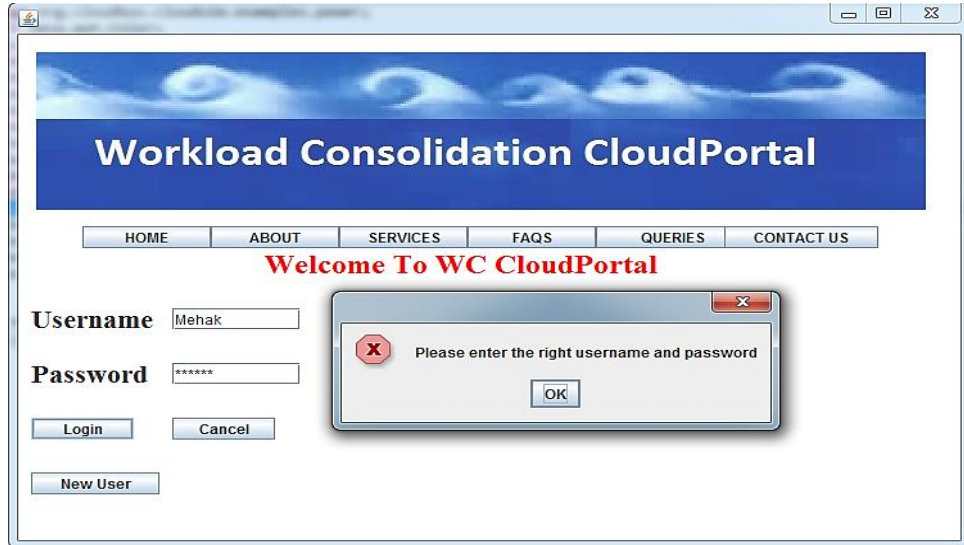 Workload Consolidation CloudPortal
HOME ABOUT SERVICES FAQS QUERIES CONTACT US
Welcome To WC CloudPortal
Username Mehak
Please enter the right username and password
Password ******
OK
Login Cancel
New User